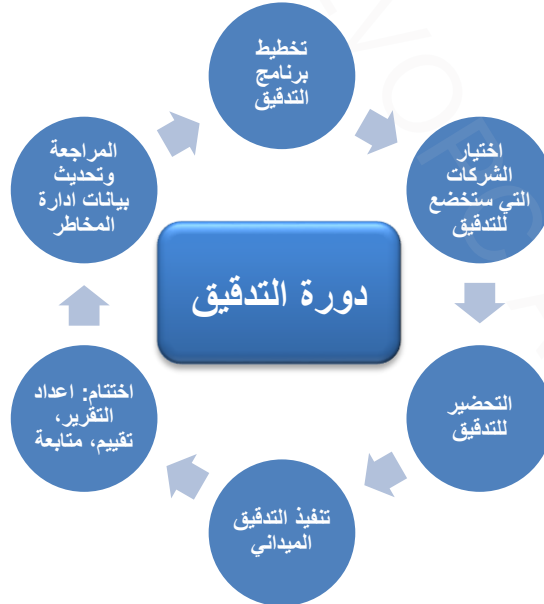 تخطيط
برنامج
التدقيق
اختيار
الشركات
التي ستخضع
للتدقيق
التحضير
للتدقيق
تنفيذ التدقيق
الميداني
اختتام: اعداد
التقرير،
تقييم، متابعة
المراجعة
وتحديث
بيانات ادارة
المخاطر
دورة التدقيق